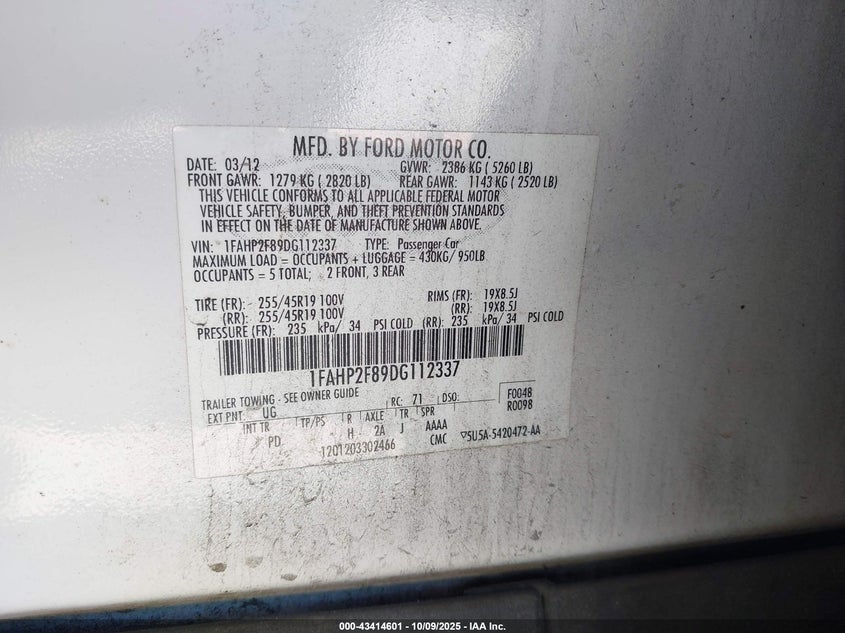 MFD. BY FORD MOTOR CO.
DATE: 03/12 GVWR: 2386 KG ( 5260 LB)
FRONT GAWR: 1279 KG ( 2820 LB) REAR GAWR: 1143 KG ( 2520 LB)
THIS VEHICLE CONFORMS TO ALL APPLICABLE FEDERAL MOTOR
VEHICLE SAFETY, BUMPER, AND THEFT PREVENTION STANDARDS
IN EFFECT ON THE DATE OF MANUFACTURE SHOWN ABOVE.
VIN: 1FAHP2F89DG112337 TYPE: Passenger Car
MAXIMUM LOAD = OCCUPANTS + LUGGAGE = 430KG/ 950LB
OCCUPANTS = 5 TOTAL; 2 FRONT, 3 REAR
TIRE (FR): 255/45R19 100V RIMS (FR): 19X8.5J
(RR): 255/45R19 100V (RR): 19X8.5J
PRESSURE (FR): 235 kPa/ 34 PSI COLD (RR): 235 kPa/ 34 PSI COLD
1FAHP2F89DG112337
TRAILER TOWING - SEE OWNER GUIDE F0048
EXT PNT: UG RC: 71 DSO: R0098
INT TR TP/PS R AXLE TR SPR
PD H 2A J AAAA
1201203302466 CMC ▽5U5A-5420472-AA
000-43414601 | 10/09/2025 - IAA Inc.